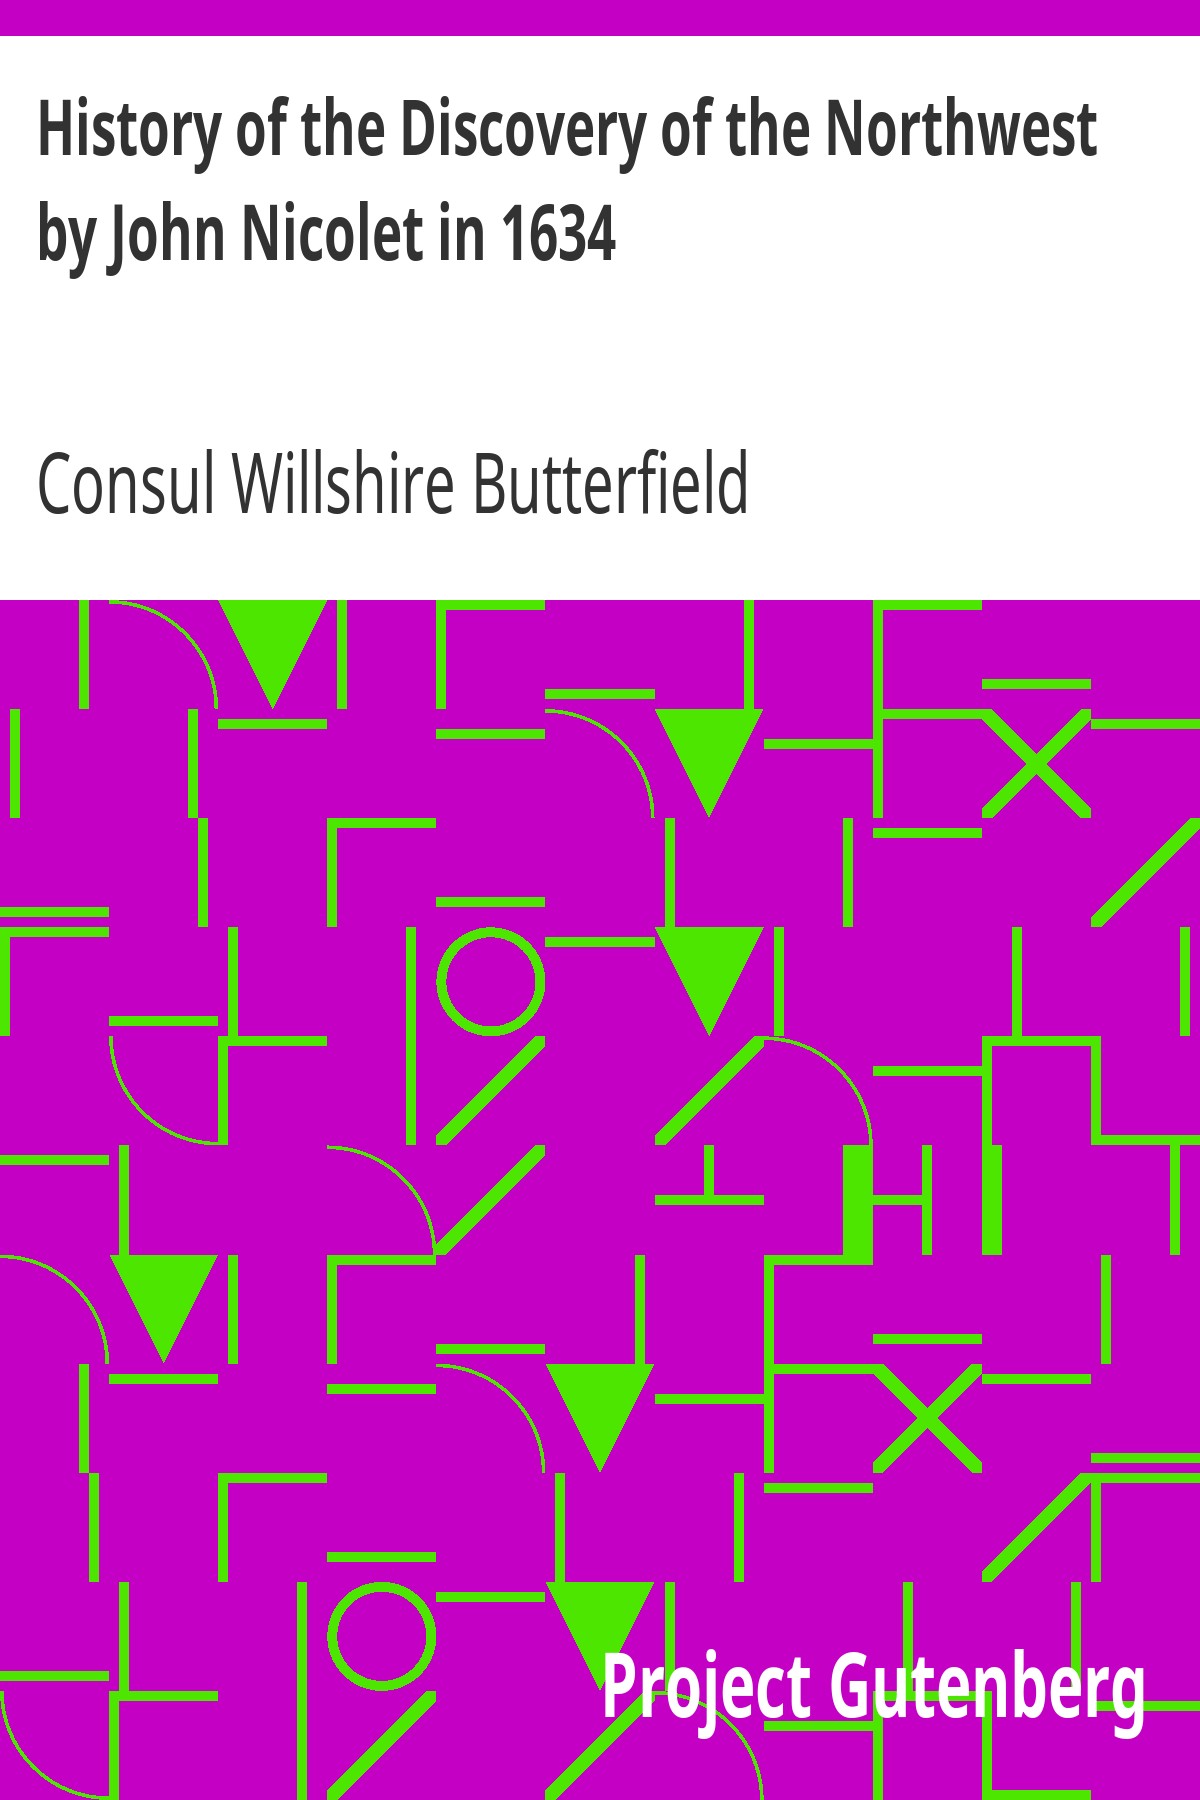 History of the Discovery of the Northwest
by John Nicolet in 1634
Consul Willshire Butterfield
Project Gutenberg